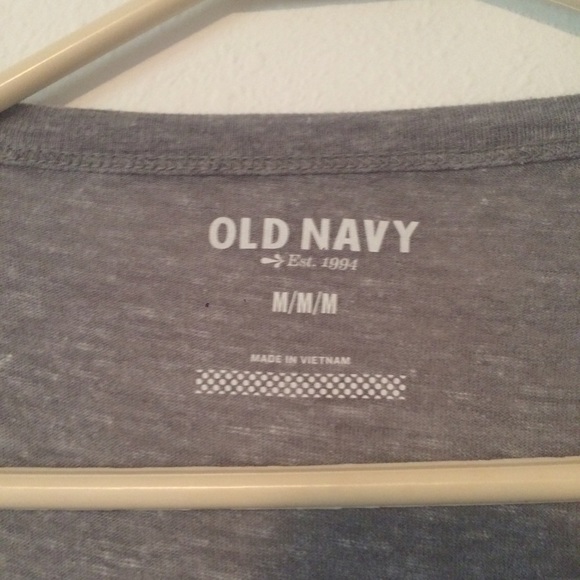 OLD NAVY
Est. 1994
M/M/M
MADE IN VIETNAM